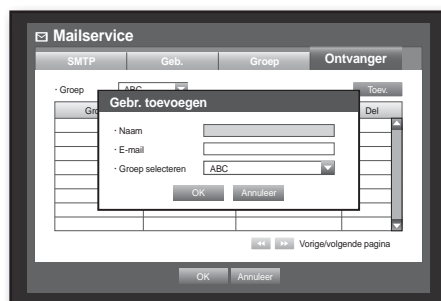 Mailservice
SMTP Geb. Groep Ontvanger
· Groep ABC Toev.
Gro Del
Gebr. toevoegen
· Naam
· E-mail
· Groep selecteren ABC
OK Annuleer
Vorige/volgende pagina
OK Annuleer